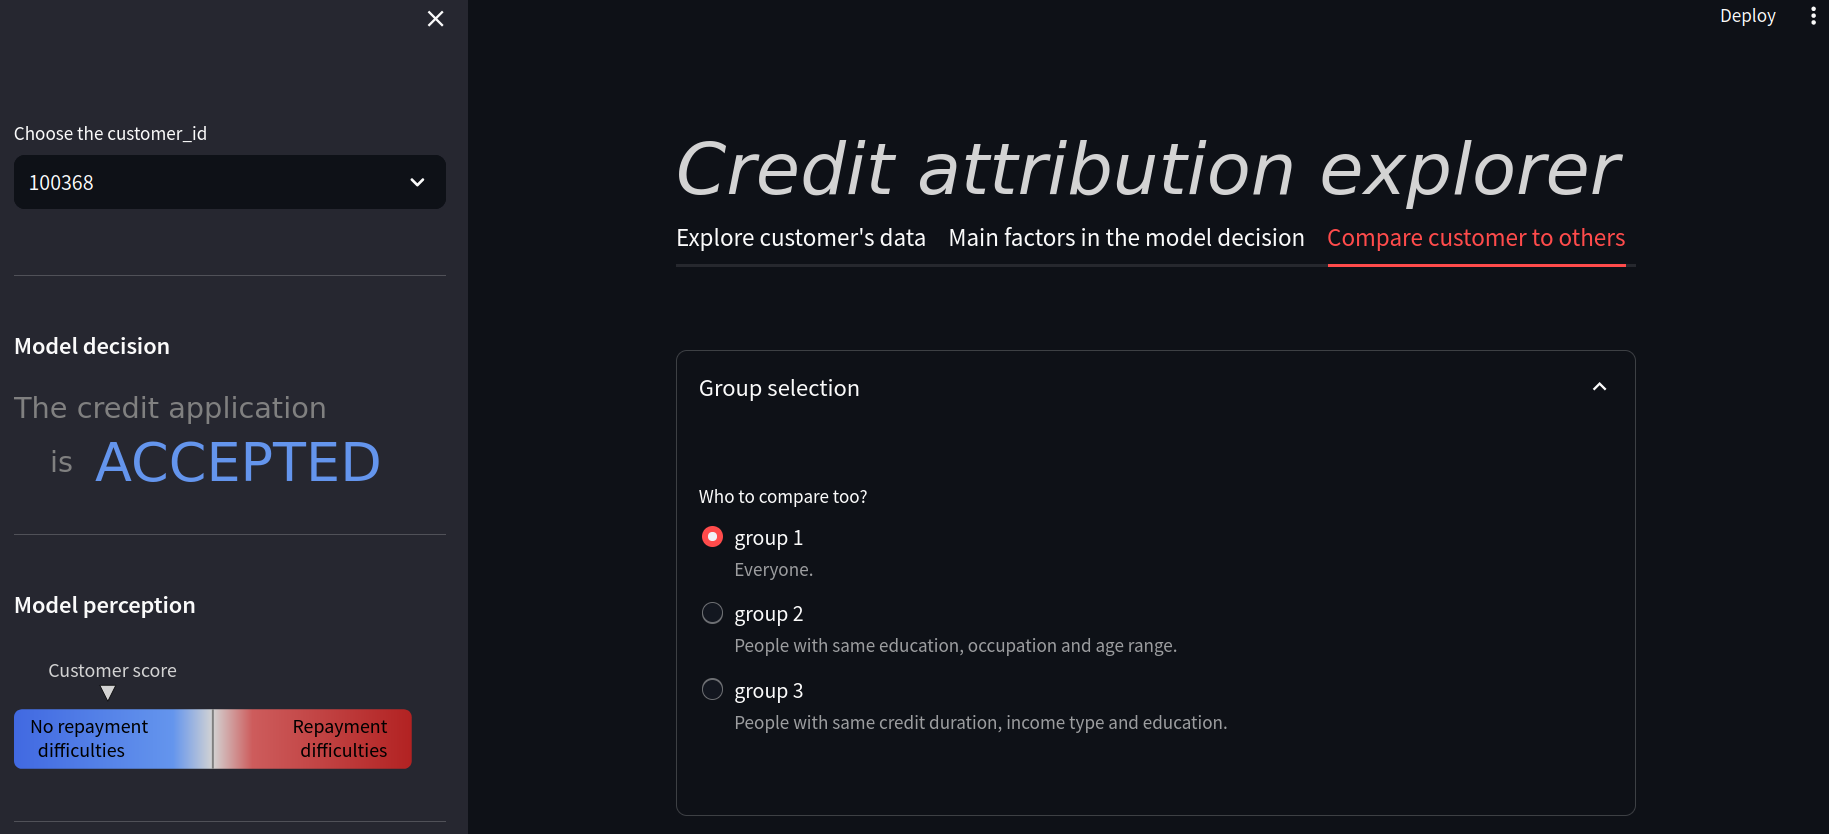 Choose the customer_id
100368
Model decision
The credit application
is ACCEPTED
Model perception
Customer score
No repayment
difficulties
Repayment
difficulties
Deploy
Credit attribution explorer
Explore customer's data
Main factors in the model decision
Compare customer to others
Group selection
Who to compare too?
group 1
Everyone.
group 2
People with same education, occupation and age range.
group 3
People with same credit duration, income type and education.